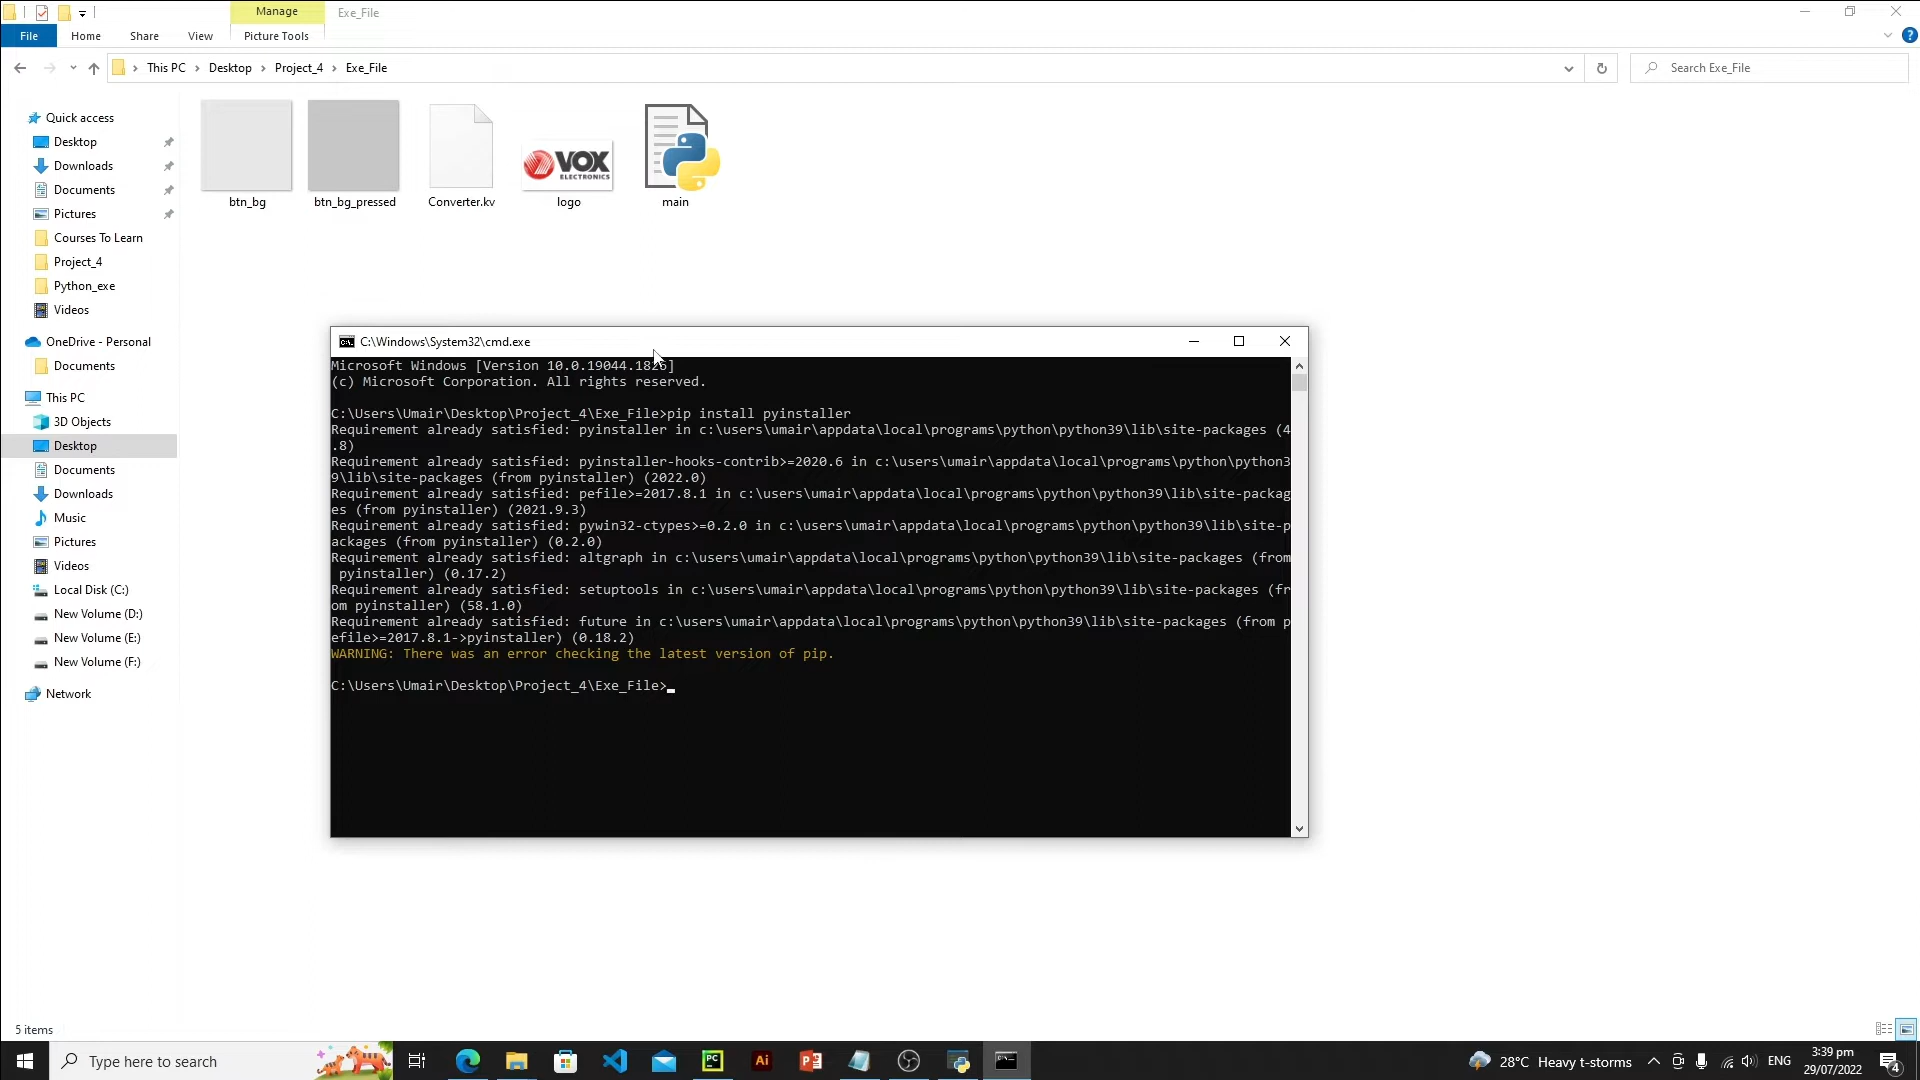 Manage
Exe_File
File
Home
Share
View
Picture Tools
This PC
Desktop
Project_4
Exe_File
Search Exe_File
Quick access
Desktop
Downloads
Documents
Pictures
Courses To Learn
Project_4
Python_exe
Videos
OneDrive - Personal
Documents
This PC
3D Objects
Desktop
Documents
Downloads
Music
Pictures
Videos
Local Disk (C:)
New Volume (D:)
New Volume (E:)
New Volume (F:)
Network
VOX
ELECTRONICS
btn_bg
btn_bg_pressed
Converter.kv
logo
main
C:\Windows\System32\cmd.exe
Microsoft Windows [Version 10.0.19044.1826]
(c) Microsoft Corporation. All rights reserved.
C:\Users\Umair\Desktop\Project_4\Exe_File>pip install pyinstaller
Requirement already satisfied: pyinstaller in c:\users\umair\appdata\local\programs\python\python39\lib\site-packages (4
.8)
Requirement already satisfied: pyinstaller-hooks-contrib>=2020.6 in c:\users\umair\appdata\local\programs\python\python3
9\lib\site-packages (from pyinstaller) (2022.0)
Requirement already satisfied: pefile>=2017.8.1 in c:\users\umair\appdata\local\programs\python\python39\lib\site-packag
es (from pyinstaller) (2021.9.3)
Requirement already satisfied: pywin32-ctypes>=0.2.0 in c:\users\umair\appdata\local\programs\python\python39\lib\site-p
ackages (from pyinstaller) (0.2.0)
Requirement already satisfied: altgraph in c:\users\umair\appdata\local\programs\python\python39\lib\site-packages (from
pyinstaller) (0.17.2)
Requirement already satisfied: setuptools in c:\users\umair\appdata\local\programs\python\python39\lib\site-packages (fr
om pyinstaller) (58.1.0)
Requirement already satisfied: future in c:\users\umair\appdata\local\programs\python\python39\lib\site-packages (from p
efile>=2017.8.1->pyinstaller) (0.18.2)
WARNING: There was an error checking the latest version of pip.
C:\Users\Umair\Desktop\Project_4\Exe_File>
5 items
Type here to search
PC
Ai
28°C Heavy t-storms
ENG
3:39 pm
29/07/2022
4